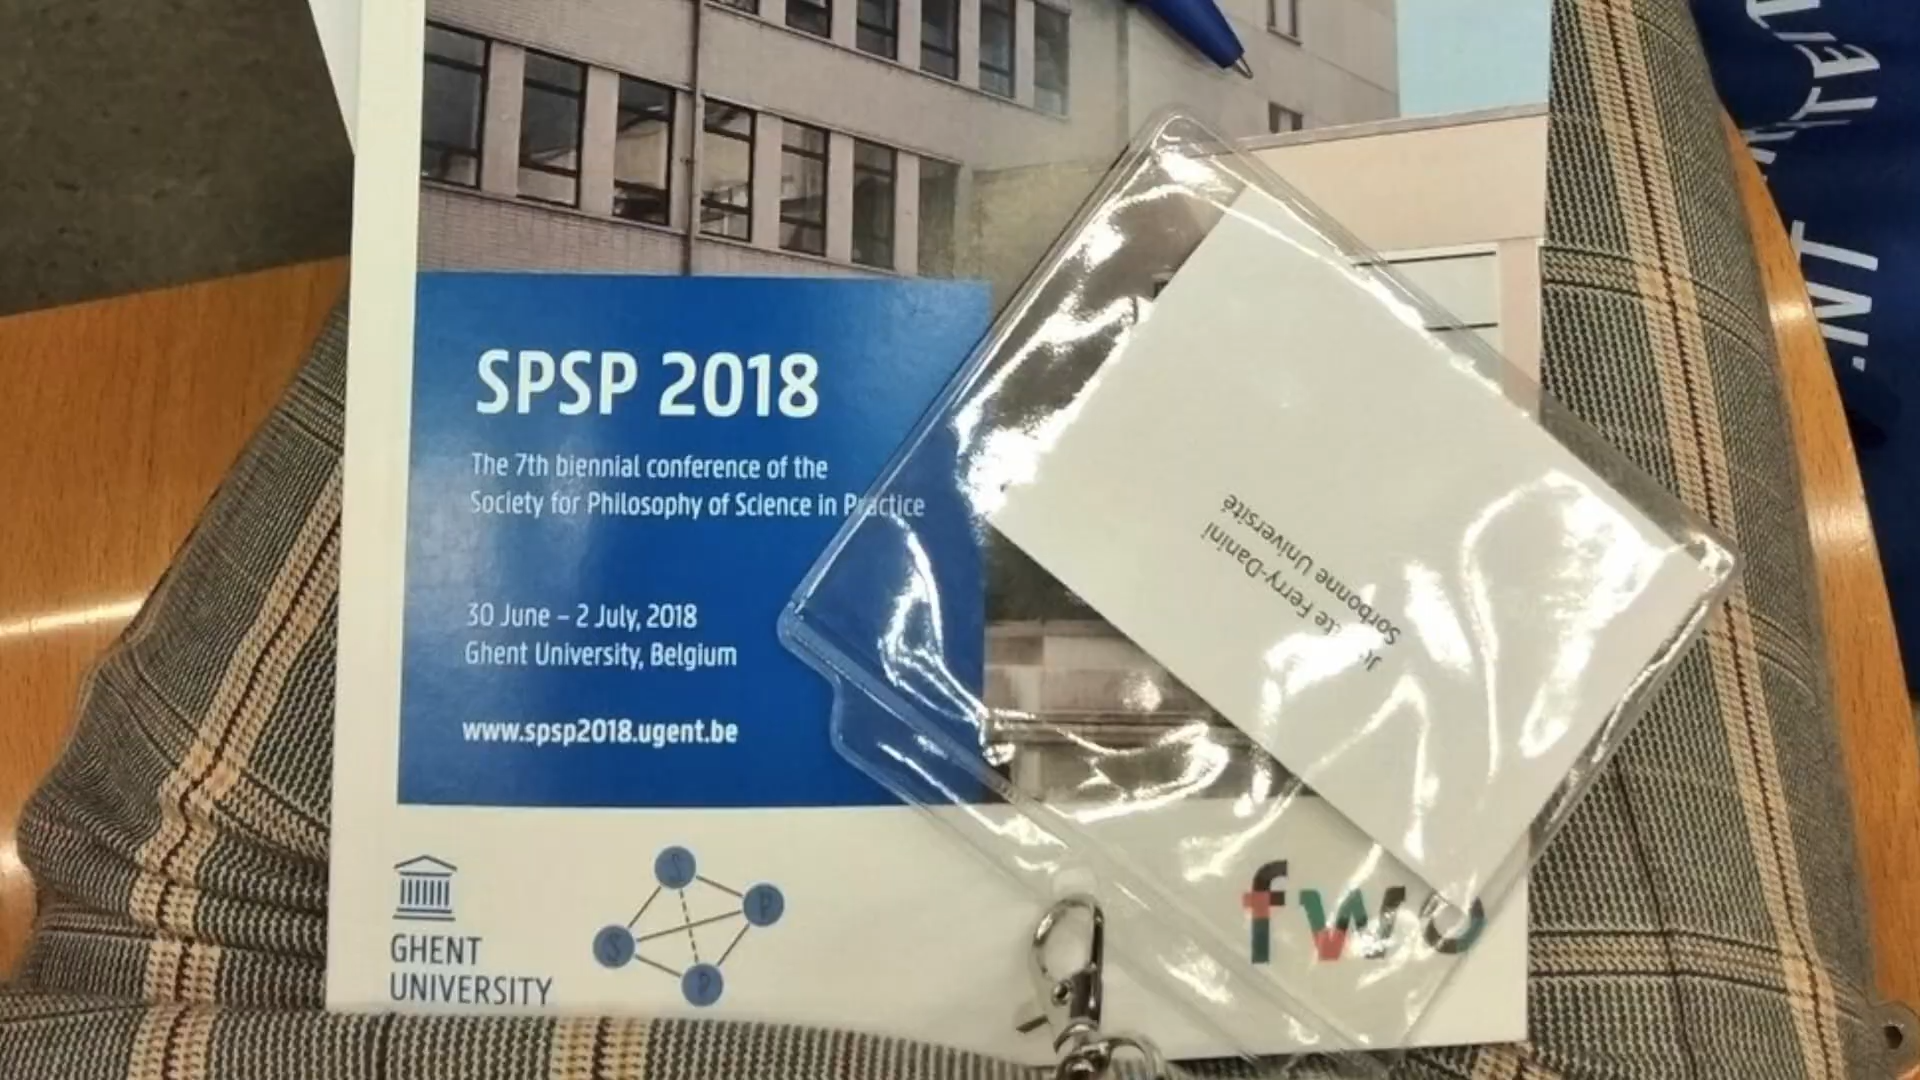 SPSP 2018
The 7th biennial conference of the
Society for Philosophy of Science in Practice
30 June – 2 July, 2018
Ghent University, Belgium
www.spsp2018.ugent.be
Ferry-Danini
Sorbonne Université
GHENT
UNIVERSITY
S
P
S
P
fwo